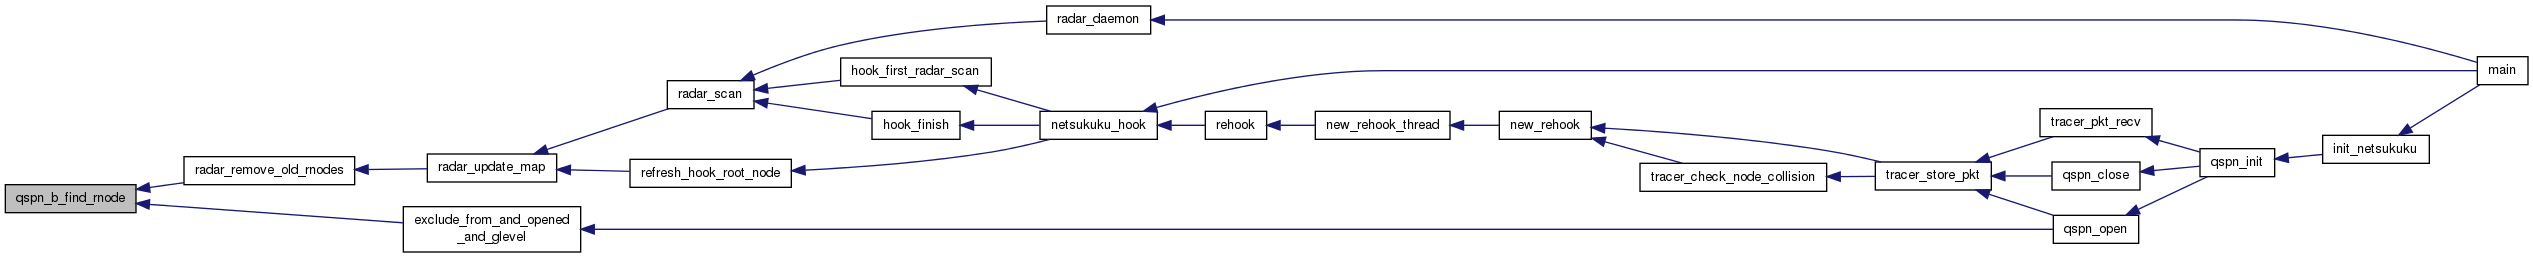 qspn_b_find_rnode
radar_remove_old_rnodes
exclude_from_and_opened
_and_glevel
radar_update_map
radar_scan
refresh_hook_root_node
radar_daemon
hook_first_radar_scan
hook_finish
netsukuku_hook
rehook
new_rehook_thread
new_rehook
tracer_check_node_collision
tracer_store_pkt
tracer_pkt_recv
qspn_close
qspn_open
qspn_init
init_netsukuku
main